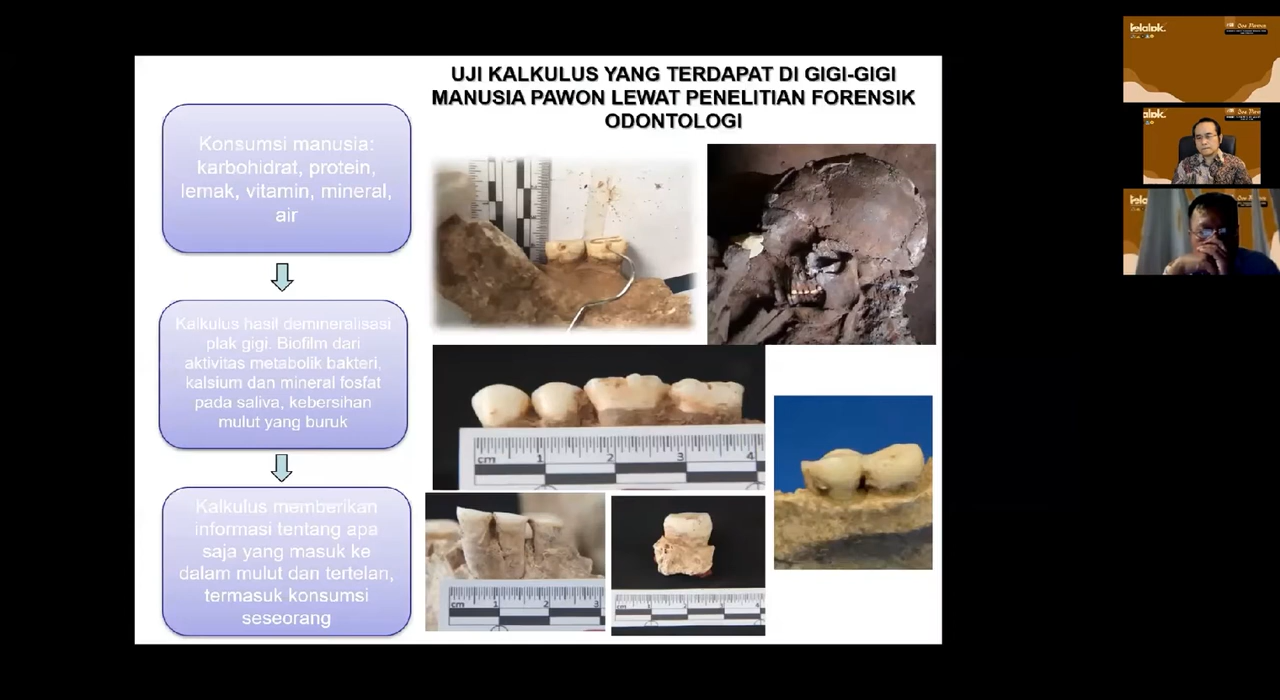 UJI KALKULUS YANG TERDAPAT DI GIGI-GIGI
MANUSIA PAWON LEWAT PENELITIAN FORENSIK
ODONTOLOGI
Konsumsi manusia:
karbohidrat, protein,
lemak, vitamin, mineral,
air
Kalkulus hasil demineralisasi
plak gigi. Biofilm dari
aktivitas metabolik bakteri,
kalsium dan mineral fosfat
pada saliva, kebersihan
mulut yang buruk
Kalkulus memberikan
informasi tentang apa
saja yang masuk ke
dalam mulut dan tertelan,
termasuk konsumsi
seseorang
cm 1 2 3 4
cm 1 2 3
cm